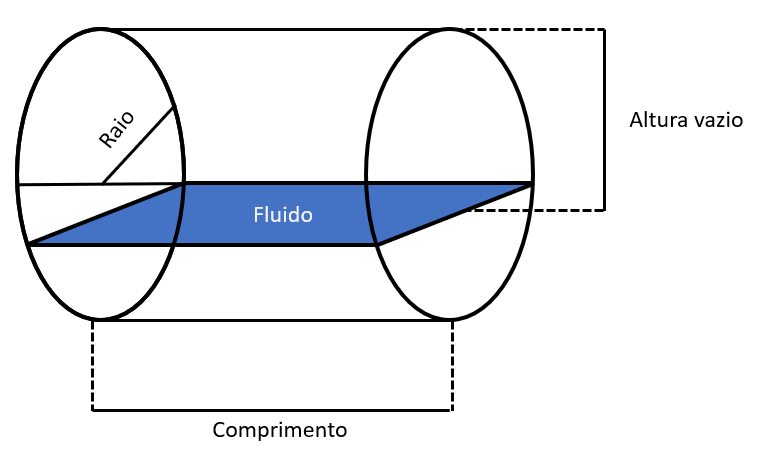 Raio
Altura vazio
Fluido
Comprimento